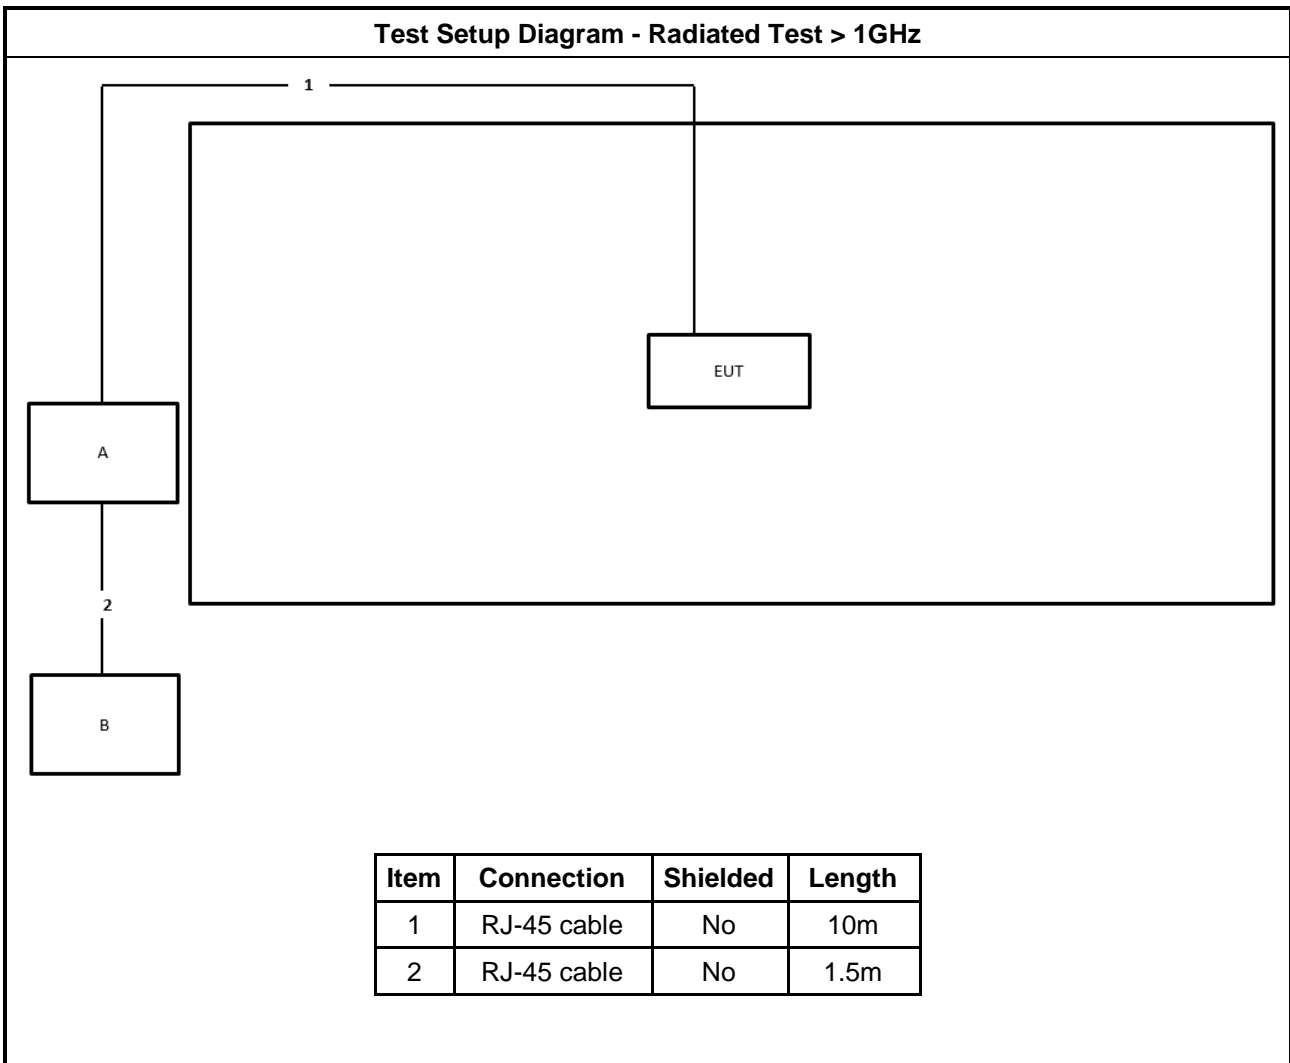 Test Setup Diagram - Radiated Test > 1GHz
1
EUT
A
2
B
Item Connection Shielded Length
1 RJ-45 cable No 10m
2 RJ-45 cable No 1.5m